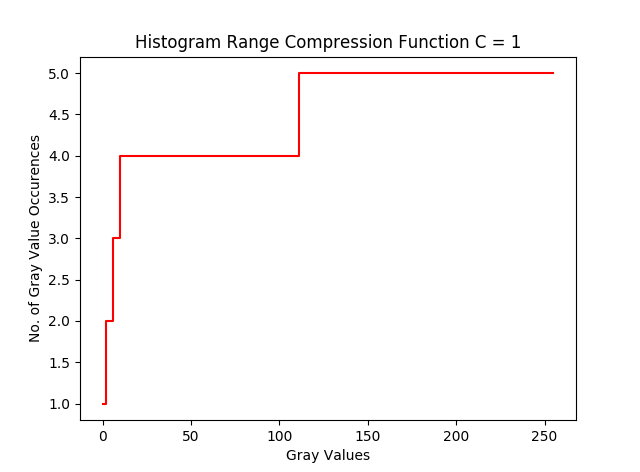 Histogram Range Compression Function C = 1
5.0
4.5
4.0
3.5
3.0
2.5
2.0
1.5
1.0
No. of Gray Value Occurences
0 50 100 150 200 250
Gray Values